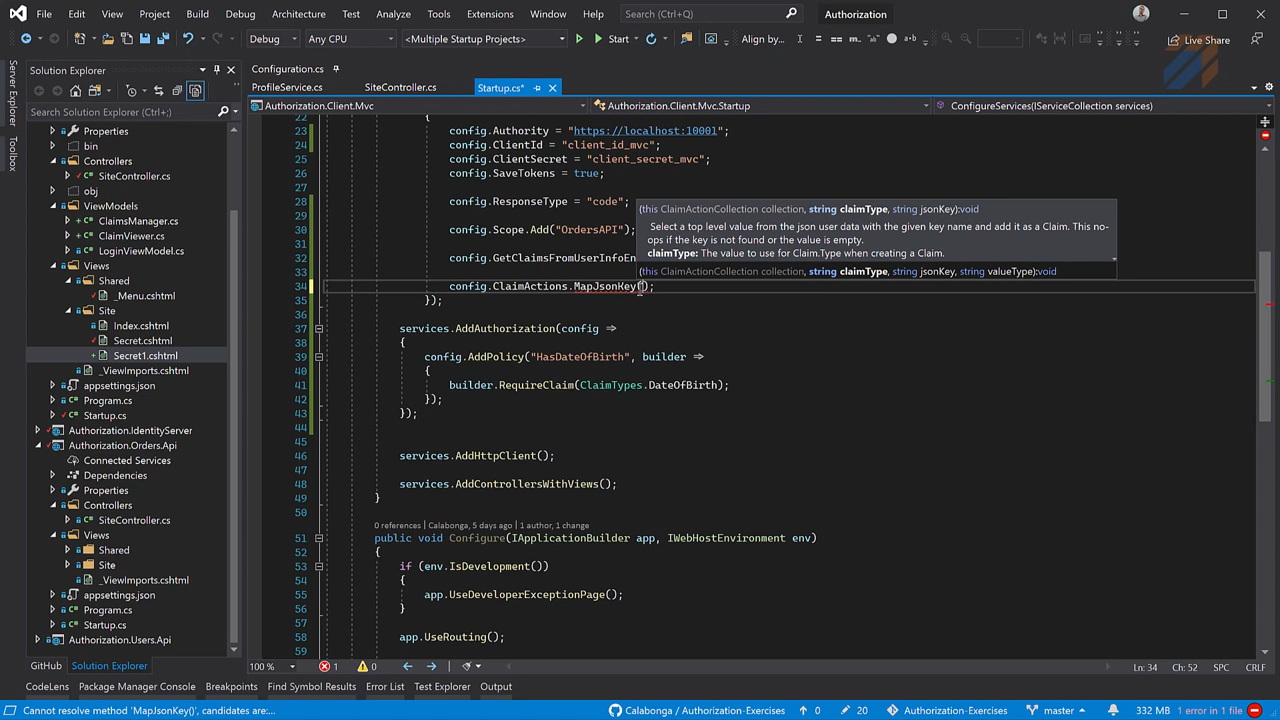 File Edit View Git Project Build Debug Architecture Test Analyze Tools Extensions Window Help Search (Ctrl+Q) Authorization
Debug Any CPU <Multiple Startup Projects> Start Align by... Live Share
Server Explorer
Toolbox
Solution Explorer
Search Solution Explorer (Ctrl+;)
Properties
bin
Controllers
SiteController.cs
obj
ViewModels
ClaimsManager.cs
ClaimViewer.cs
LoginViewModel.cs
Views
Shared
_Menu.cshtml
Site
Index.cshtml
Secret.cshtml
Secret1.cshtml
_ViewImports.cshtml
appsettings.json
Program.cs
Startup.cs
Authorization.IdentityServer
Authorization.Orders.Api
Connected Services
Dependencies
Properties
Controllers
SiteController.cs
Views
Shared
Site
_ViewImports.cshtml
appsettings.json
Program.cs
Startup.cs
Authorization.Users.Api
GitHub Solution Explorer
Configuration.cs
ProfileService.cs SiteController.cs Startup.cs*
Authorization.Client.Mvc Authorization.Client.Mvc.Startup ConfigureServices(IServiceCollection services)
22 {
23 config.Authority = "https://localhost:10001";
24 config.ClientId = "client_id_mvc";
25 config.ClientSecret = "client_secret_mvc";
26 config.SaveTokens = true;
27
28 config.ResponseType = "code";
29
30 config.Scope.Add("OrdersAPI");
31
32 config.GetClaimsFromUserInfoEn
33
34 config.ClaimActions.MapJsonKey();
35 });
36
37 services.AddAuthorization(config ⇒
38 {
39 config.AddPolicy("HasDateOfBirth", builder ⇒
40 {
41 builder.RequireClaim(ClaimTypes.DateOfBirth);
42 });
43 });
44
45
46 services.AddHttpClient();
47
48 services.AddControllersWithViews();
49 }
50
0 references | Calabonga, 5 days ago | 1 author, 1 change
51 public void Configure(IApplicationBuilder app, IWebHostEnvironment env)
52 {
53 if (env.IsDevelopment())
54 {
55 app.UseDeveloperExceptionPage();
56 }
57
58 app.UseRouting();
59
(this ClaimActionCollection collection, string claimType, string jsonKey):void
Select a top level value from the json user data with the given key name and add it as a Claim. This no-
ops if the key is not found or the value is empty.
claimType: The value to use for Claim.Type when creating a Claim.
(this ClaimActionCollection collection, string claimType, string jsonKey, string valueType):void
100 % 1 0 Ln: 34 Ch: 52 SPC CRLF
CodeLens Package Manager Console Breakpoints Find Symbol Results Error List Test Explorer Output
Cannot resolve method 'MapJsonKey()', candidates are:... Calabonga / Authorization-Exercises 0 20 Authorization-Exercises master 332 MB 1 error in 1 file